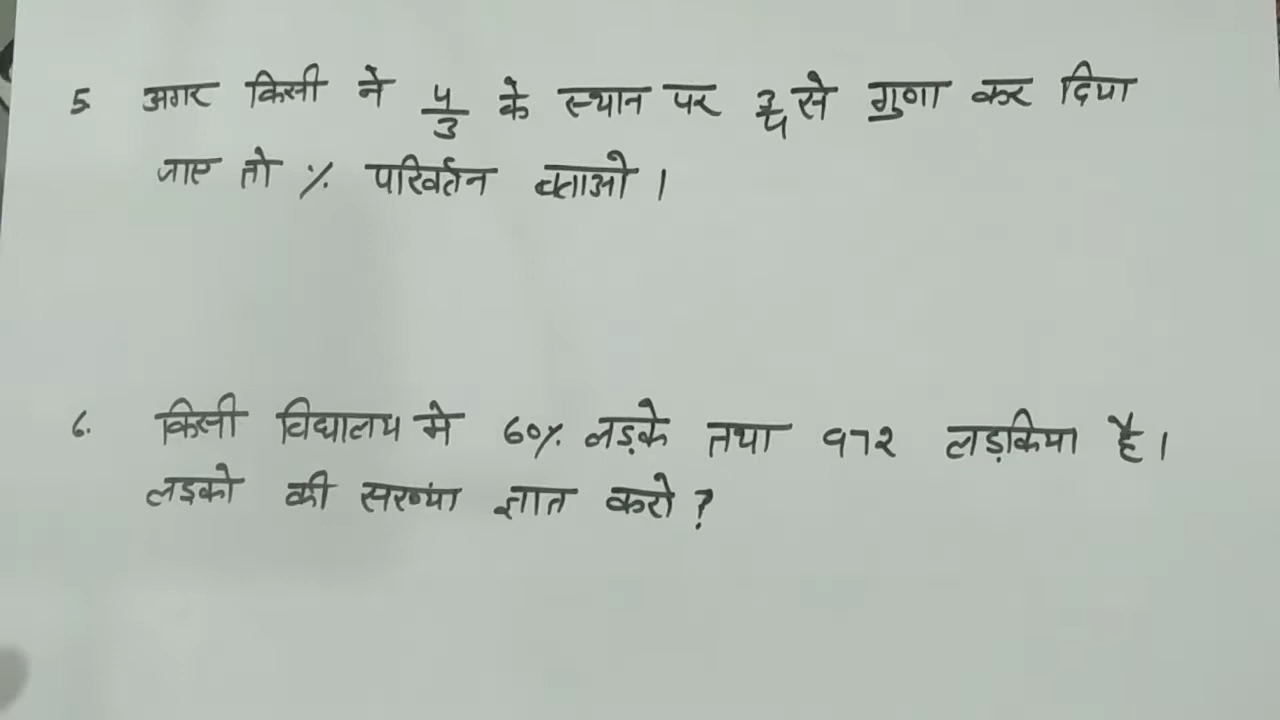 5. अगर किसी ने 4/3 के स्थान पर 3/4 से गुणा कर दिया
जाए तो % परिवर्तन बताओ ।
6. किसी विद्यालय मे 60% लड़के तथा 972 लड़किया है ।
लड़को की सख्यां ज्ञात करो ?